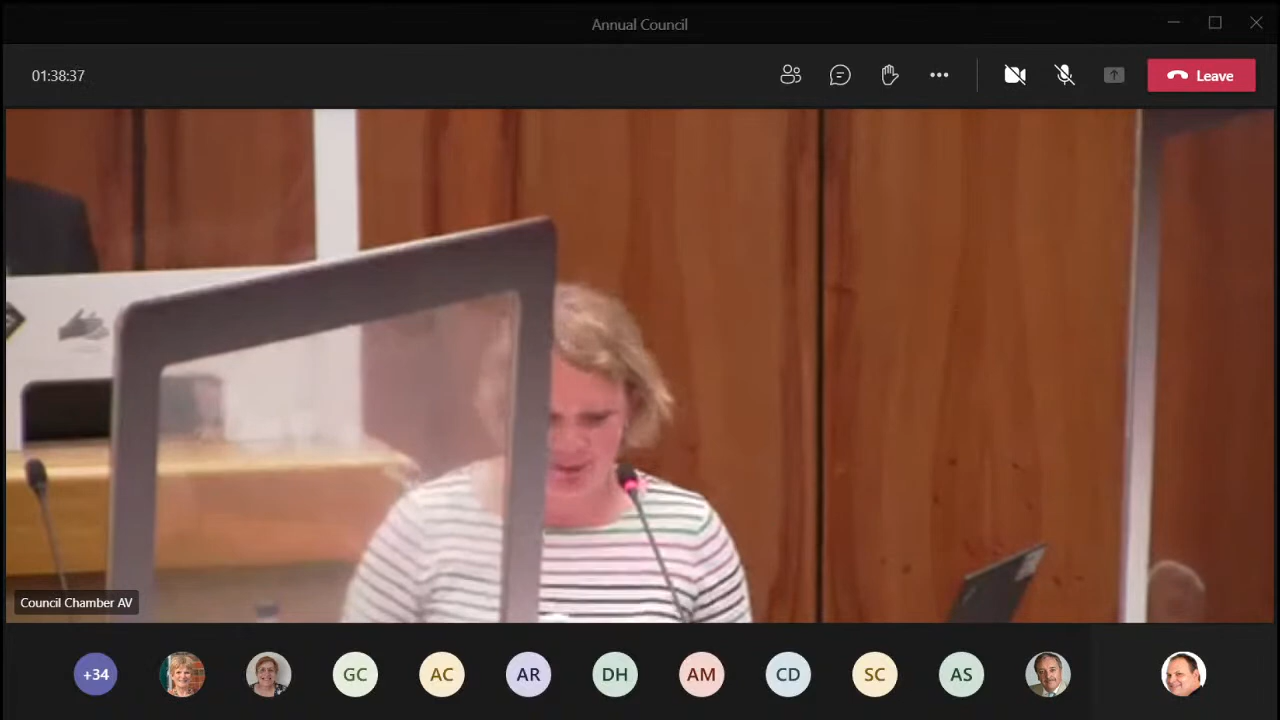 Annual Council
01:38:37
Leave
Council Chamber AV
+34
GC
AC
AR
DH
AM
CD
SC
AS